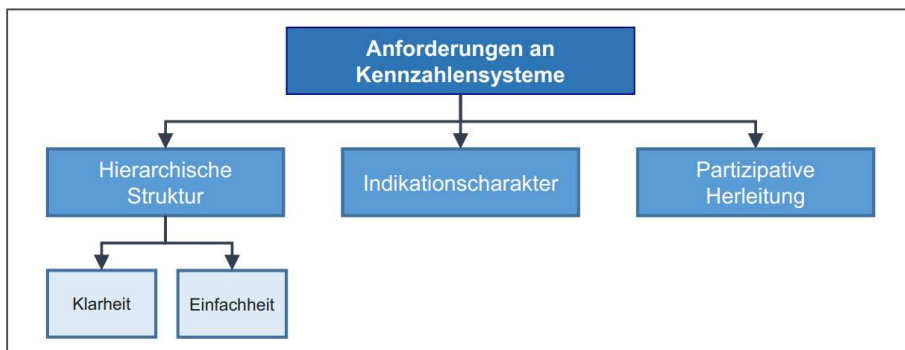 Anforderungen an
Kennzahlensysteme
Hierarchische
Struktur
Indikationscharakter
Partizipative
Herleitung
Klarheit
Einfachheit